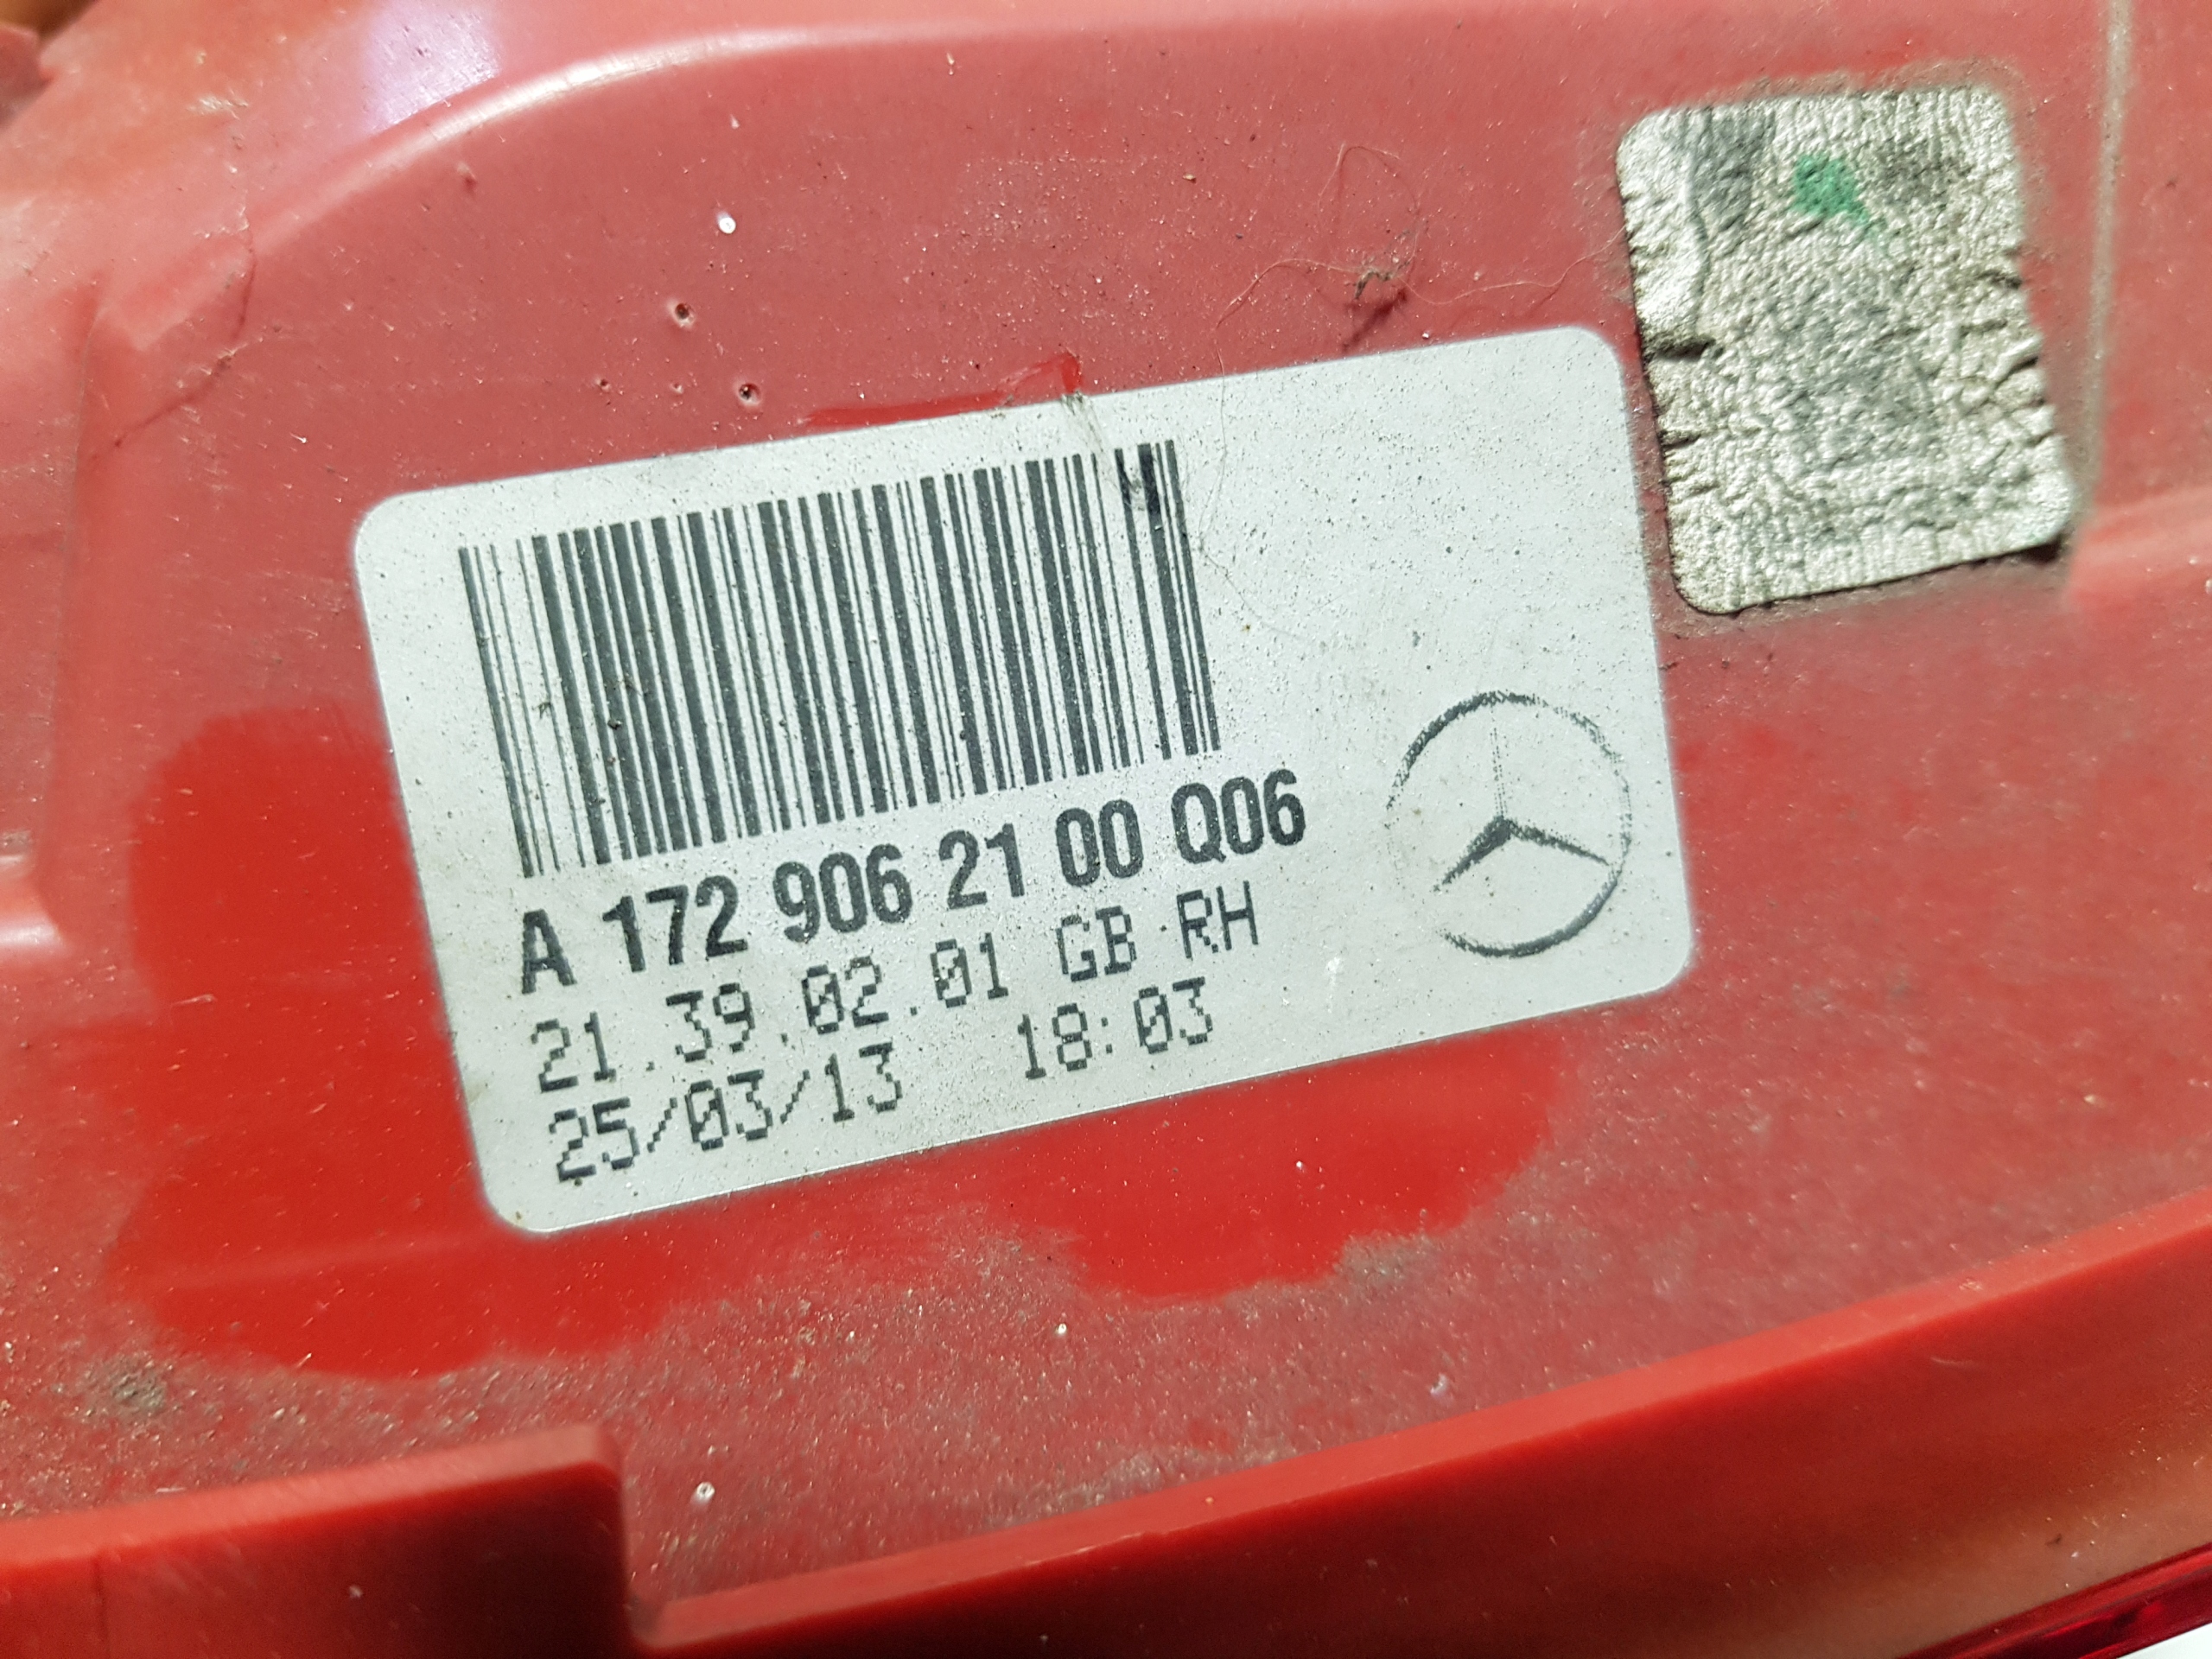 A 172 906 21 00 Q06
21.39.02.01 GB RH
25/03/13 18:03